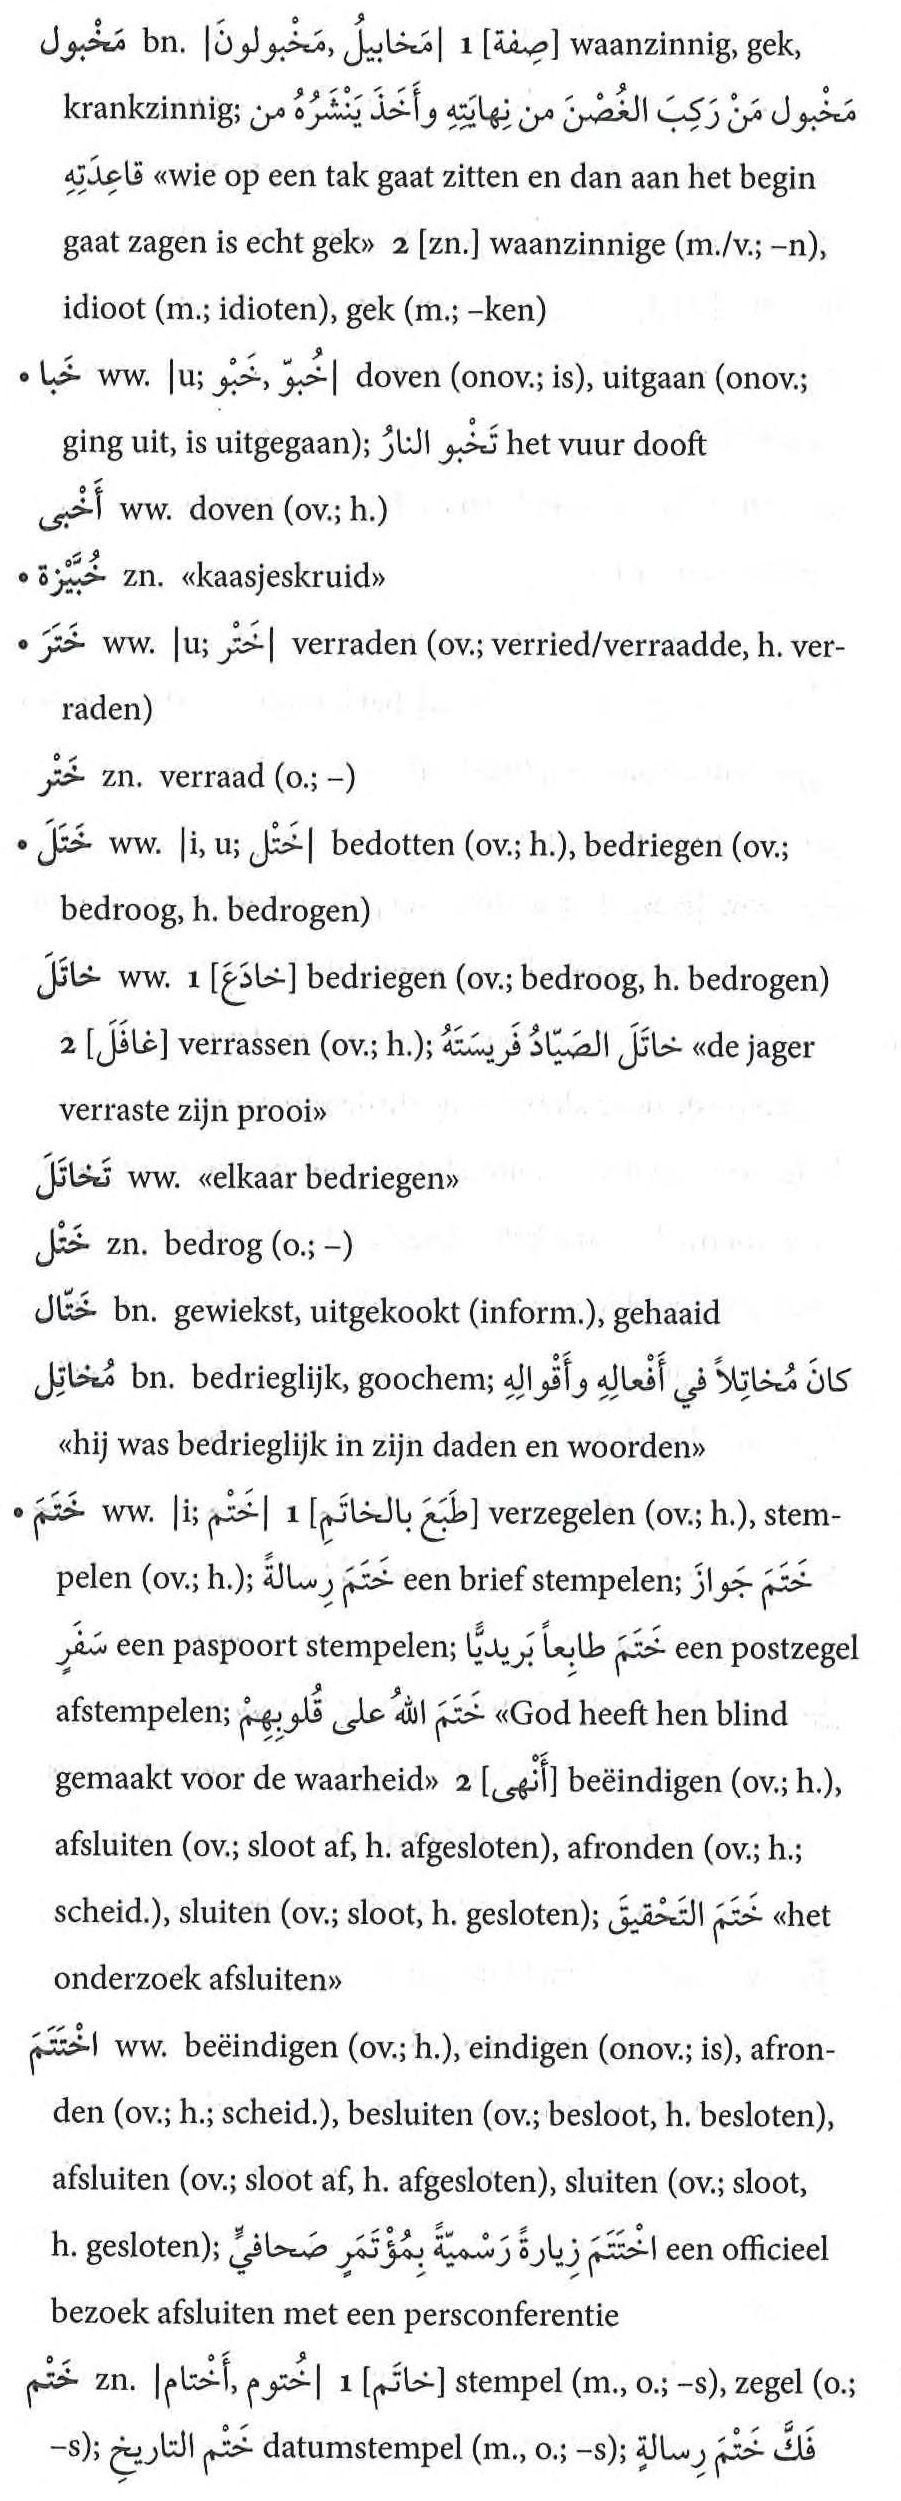 مَخْبول bn. |مَخابيلُ, مَخْبولونَ| 1 [صِفة] waanzinnig, gek,
krankzinnig; مَخْبول مَنْ رَكِبَ الغُصْنَ من نِهايَتِهِ وأَخَذَ يَنْشَرُهُ من
قاعِدَتِهِ «wie op een tak gaat zitten en dan aan het begin
gaat zagen is echt gek» 2 [zn.] waanzinnige (m./v.; –n),
idioot (m.; idioten), gek (m.; –ken)
• خَبا ww. |u; خُبوّ, خَبْو| doven (onov.; is), uitgaan (onov.;
ging uit, is uitgegaan); تَخْبو النارُ het vuur dooft
أَخْبى ww. doven (ov.; h.)
• خُبَّيْزة zn. «kaasjeskruid»
• خَتَرَ ww. |u; خَتْر| verraden (ov.; verried/verraadde, h. ver-
raden)
خَتْر zn. verraad (o.; –)
• خَتَلَ ww. |i, u; خَتْل| bedotten (ov.; h.), bedriegen (ov.;
bedroog, h. bedrogen)
خاتَلَ ww. 1 [خادَعَ] bedriegen (ov.; bedroog, h. bedrogen)
2 [غافَلَ] verrassen (ov.; h.); خاتَلَ الصَيّادُ فَريسَتَهُ «de jager
verraste zijn prooi»
تَخاتَلَ ww. «elkaar bedriegen»
خَتْل zn. bedrog (o.; –)
خَتّال bn. gewiekst, uitgekookt (inform.), gehaaid
مُخاتِل bn. bedrieglijk, goochem; كانَ مُخاتِلاً في أَفْعالِهِ وأَقْوالِهِ
«hij was bedrieglijk in zijn daden en woorden»
• خَتَمَ ww. |i; خَتْم| 1 [طَبَعَ بالخاتَمِ] verzegelen (ov.; h.), stem-
pelen (ov.; h.); خَتَمَ رِسالةً een brief stempelen; خَتَمَ جَوازَ
سَفَرٍ een paspoort stempelen; خَتَمَ طابِعاً بَريديًّا een postzegel
afstempelen; خَتَمَ اللهُ على قُلوبِهِمْ «God heeft hen blind
gemaakt voor de waarheid» 2 [أَنْهى] beëindigen (ov.; h.),
afsluiten (ov.; sloot af, h. afgesloten), afronden (ov.; h.;
scheid.), sluiten (ov.; sloot, h. gesloten); خَتَمَ التَحْقيقَ «het
onderzoek afsluiten»
اخْتَتَمَ ww. beëindigen (ov.; h.), eindigen (onov.; is), afron-
den (ov.; h.; scheid.), besluiten (ov.; besloot, h. besloten),
afsluiten (ov.; sloot af, h. afgesloten), sluiten (ov.; sloot,
h. gesloten); اخْتَتَمَ زِيارةً رَسْميّةً بِمُؤْتَمَرٍ صَحافيٍّ een officieel
bezoek afsluiten met een persconferentie
خَتْم zn. |خُتوم, أَخْتام| 1 [خاتَم] stempel (m., o.; –s), zegel (o.;
–s); خَتْم التاريخِ datumstempel (m., o.; –s); فَكَّ خَتْمَ رِسالةٍ